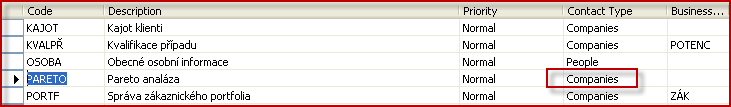 Code Description Priority Contact Type Business...
KAJOT Kajot klienti Normal Companies
KVALPŘ Kvalifikace případu Normal Companies POTENC
OSOBA Obecné osobní informace Normal People
PARETO Pareto analáza Normal Companies
PORTF Správa zákaznického portfolia Normal Companies ZÁK